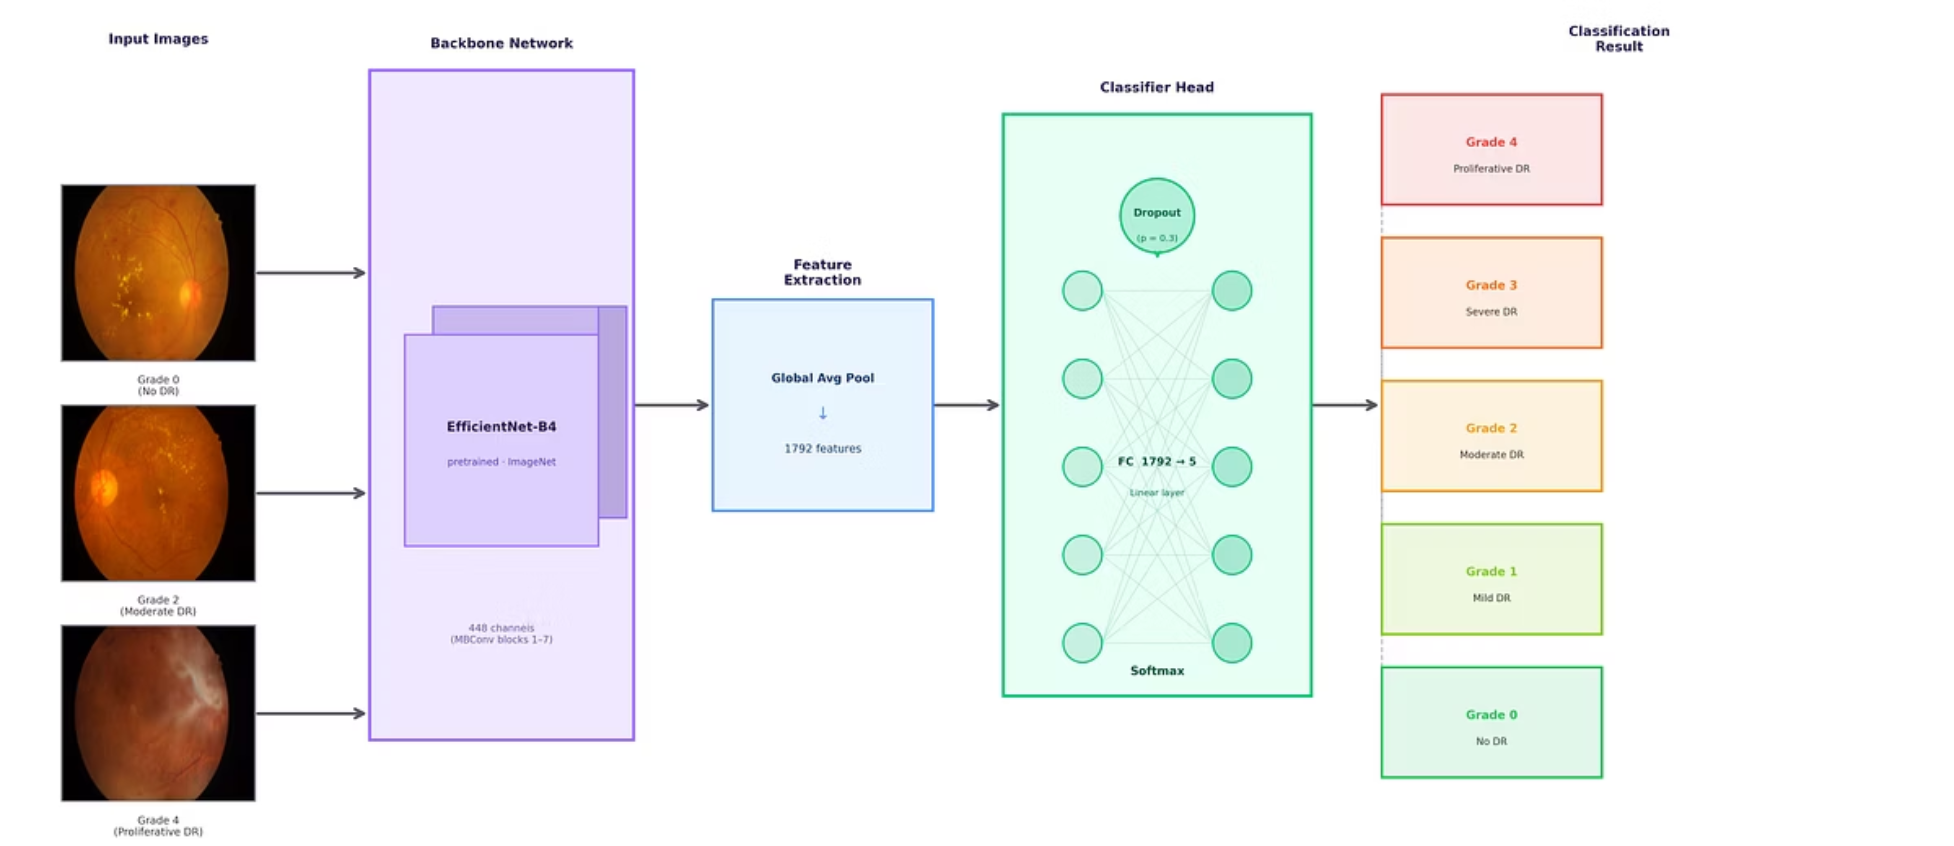 Input Images
Grade 0
(No DR)
Grade 2
(Moderate DR)
Grade 4
(Proliferative DR)
Backbone Network
EfficientNet-B4
pretrained · ImageNet
448 channels
(MBConv blocks 1–7)
Feature
Extraction
Global Avg Pool
↓
1792 features
Classifier Head
Dropout
(p = 0.3)
FC 1792 → 5
Linear layer
Softmax
Classification
Result
Grade 4
Proliferative DR
Grade 3
Severe DR
Grade 2
Moderate DR
Grade 1
Mild DR
Grade 0
No DR